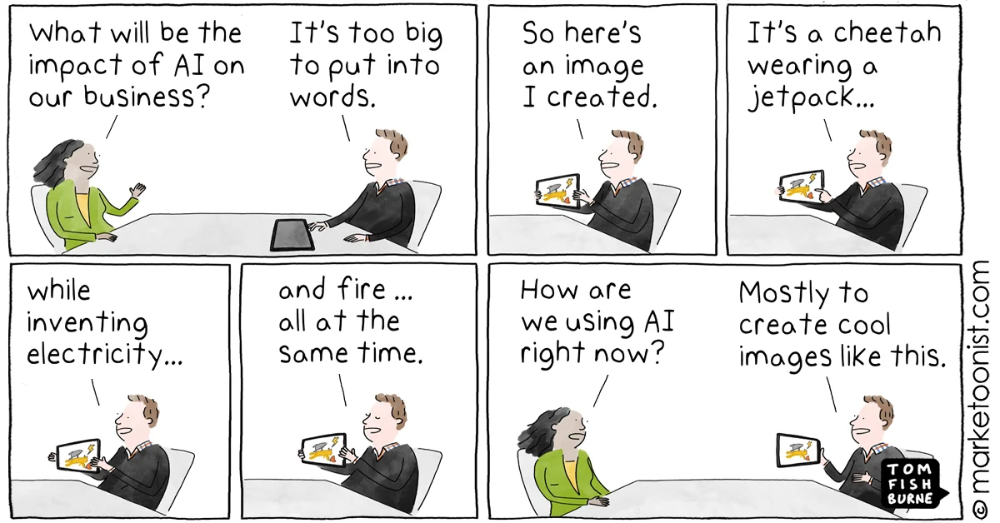 What will be the
impact of AI on
our business?
It's too big
to put into
words.
So here's
an image
I created.
It's a cheetah
wearing a
jetpack...
while
inventing
electricity...
and fire...
all at the
same time.
How are
we using AI
right now?
Mostly to
create cool
images like this.
TOM
FISH
BURNE
© marketoonist.com